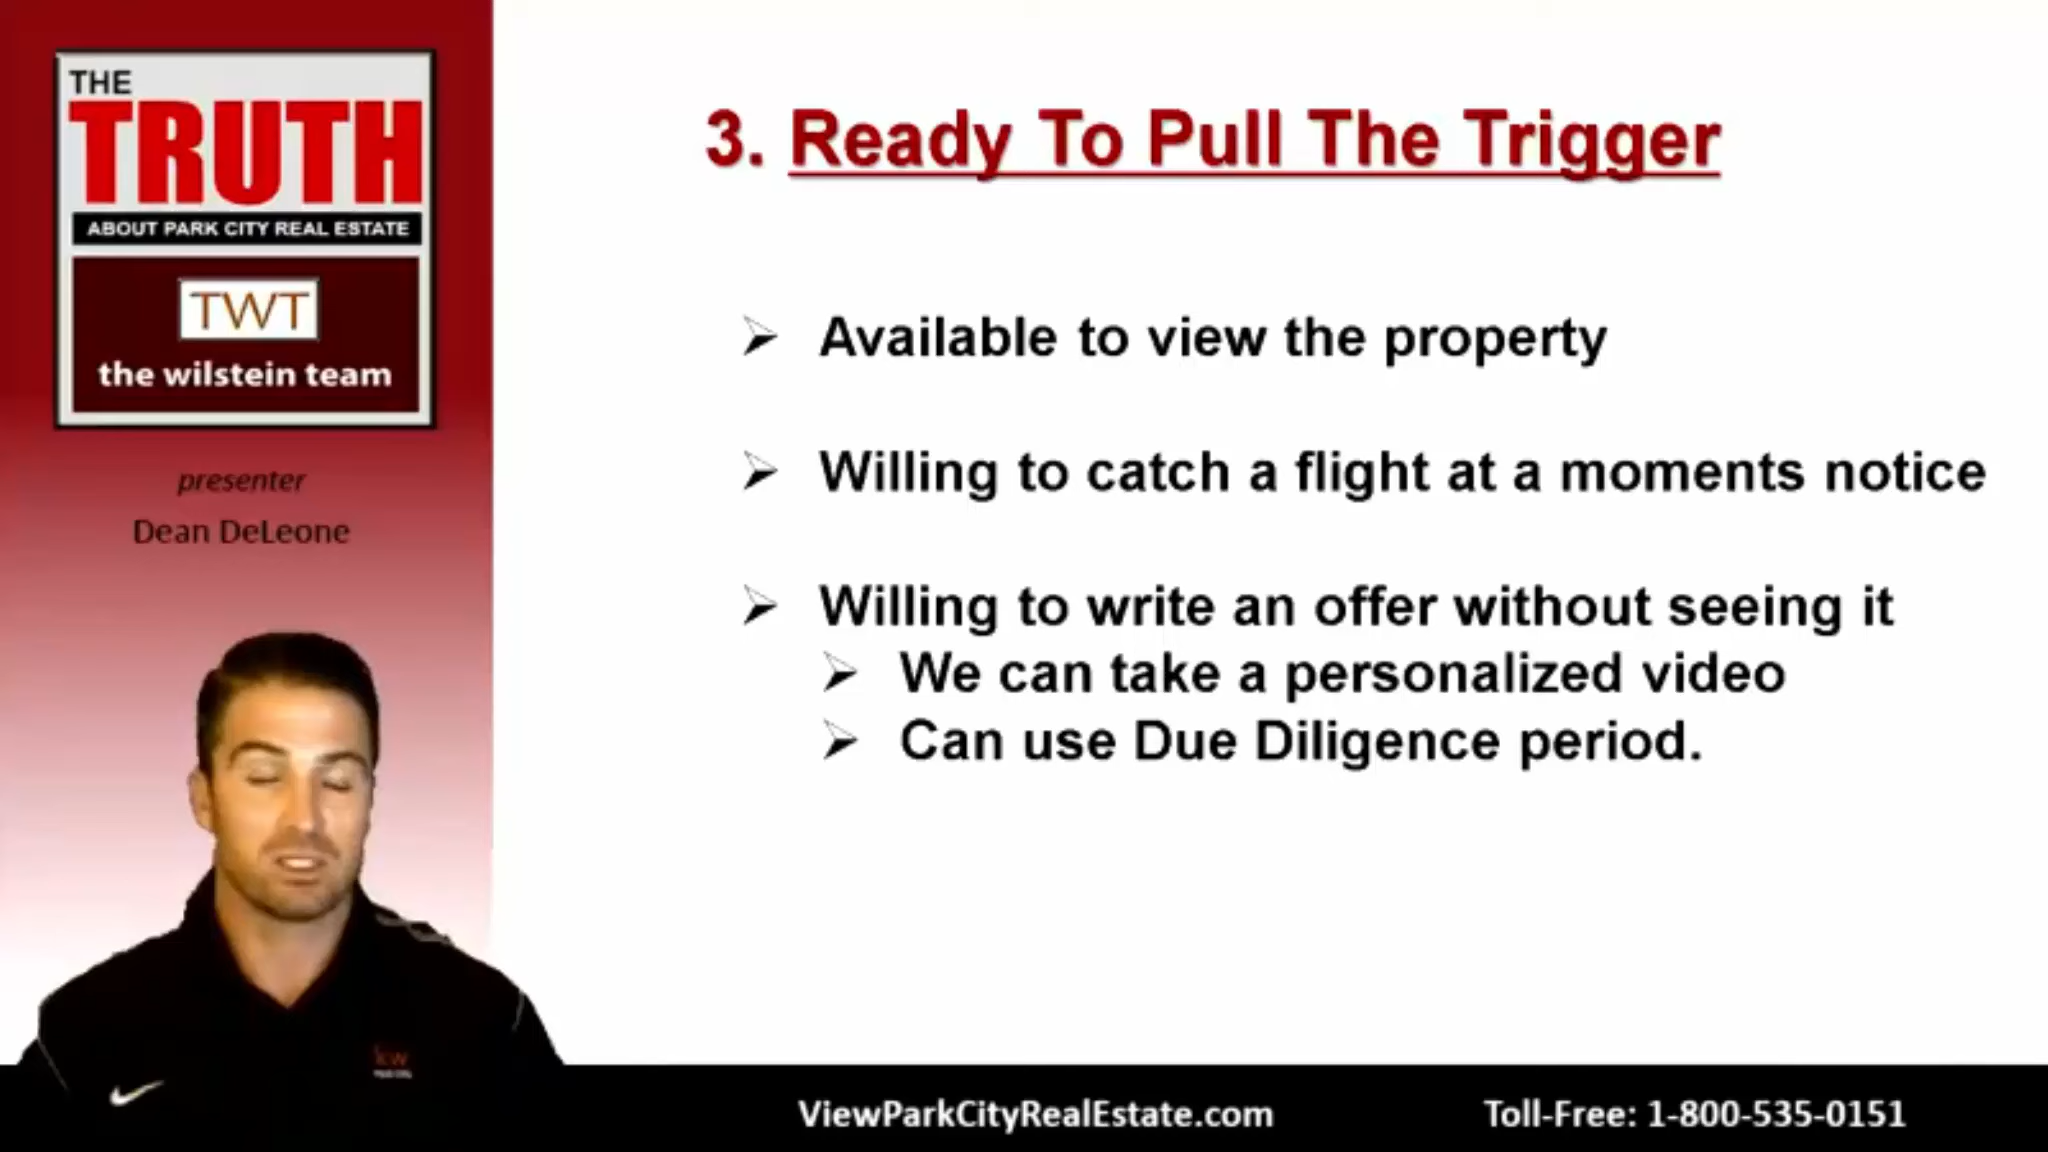 THE
TRUTH
ABOUT PARK CITY REAL ESTATE
TWT
the wilstein team
presenter
Dean DeLeone
3. Ready To Pull The Trigger
Available to view the property
Willing to catch a flight at a moments notice
Willing to write an offer without seeing it
We can take a personalized video
Can use Due Diligence period.
kw
ViewParkCityRealEstate.com
Toll-Free: 1-800-535-0151